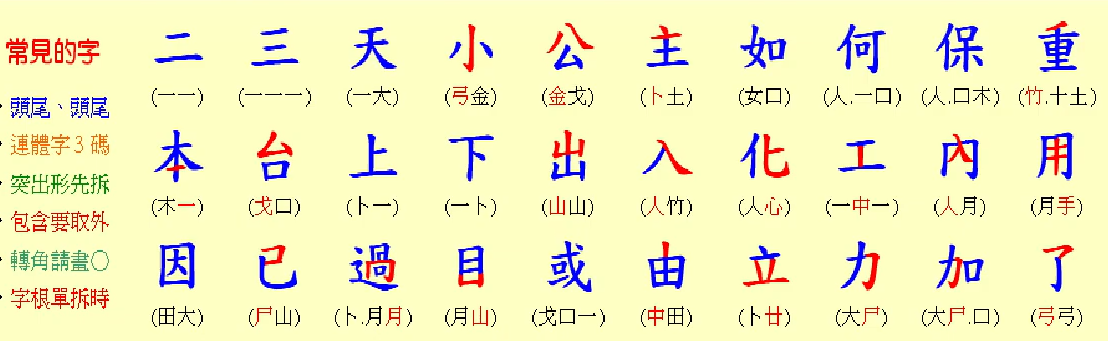 常見的字
頭尾、頭尾
連體字3碼
突出形先拆
包含要取外
轉角請畫〇
字根單拆時
二 三 天 小 公 主 如 何 保 重
(一一) (一一一) (一大) (弓金) (金戈) (卜土) (女口) (人.一口) (人.口木) (竹.十土)
本 台 上 下 出 入 化 工 內 用
(木一) (戈口) (卜一) (一卜) (山山) (人竹) (人心) (一中一) (人月) (月手)
因 已 過 目 或 由 立 力 加 了
(田大) (尸山) (卜.月月) (月山) (戈口一) (中田) (卜廿) (大尸) (大尸.口) (弓弓)